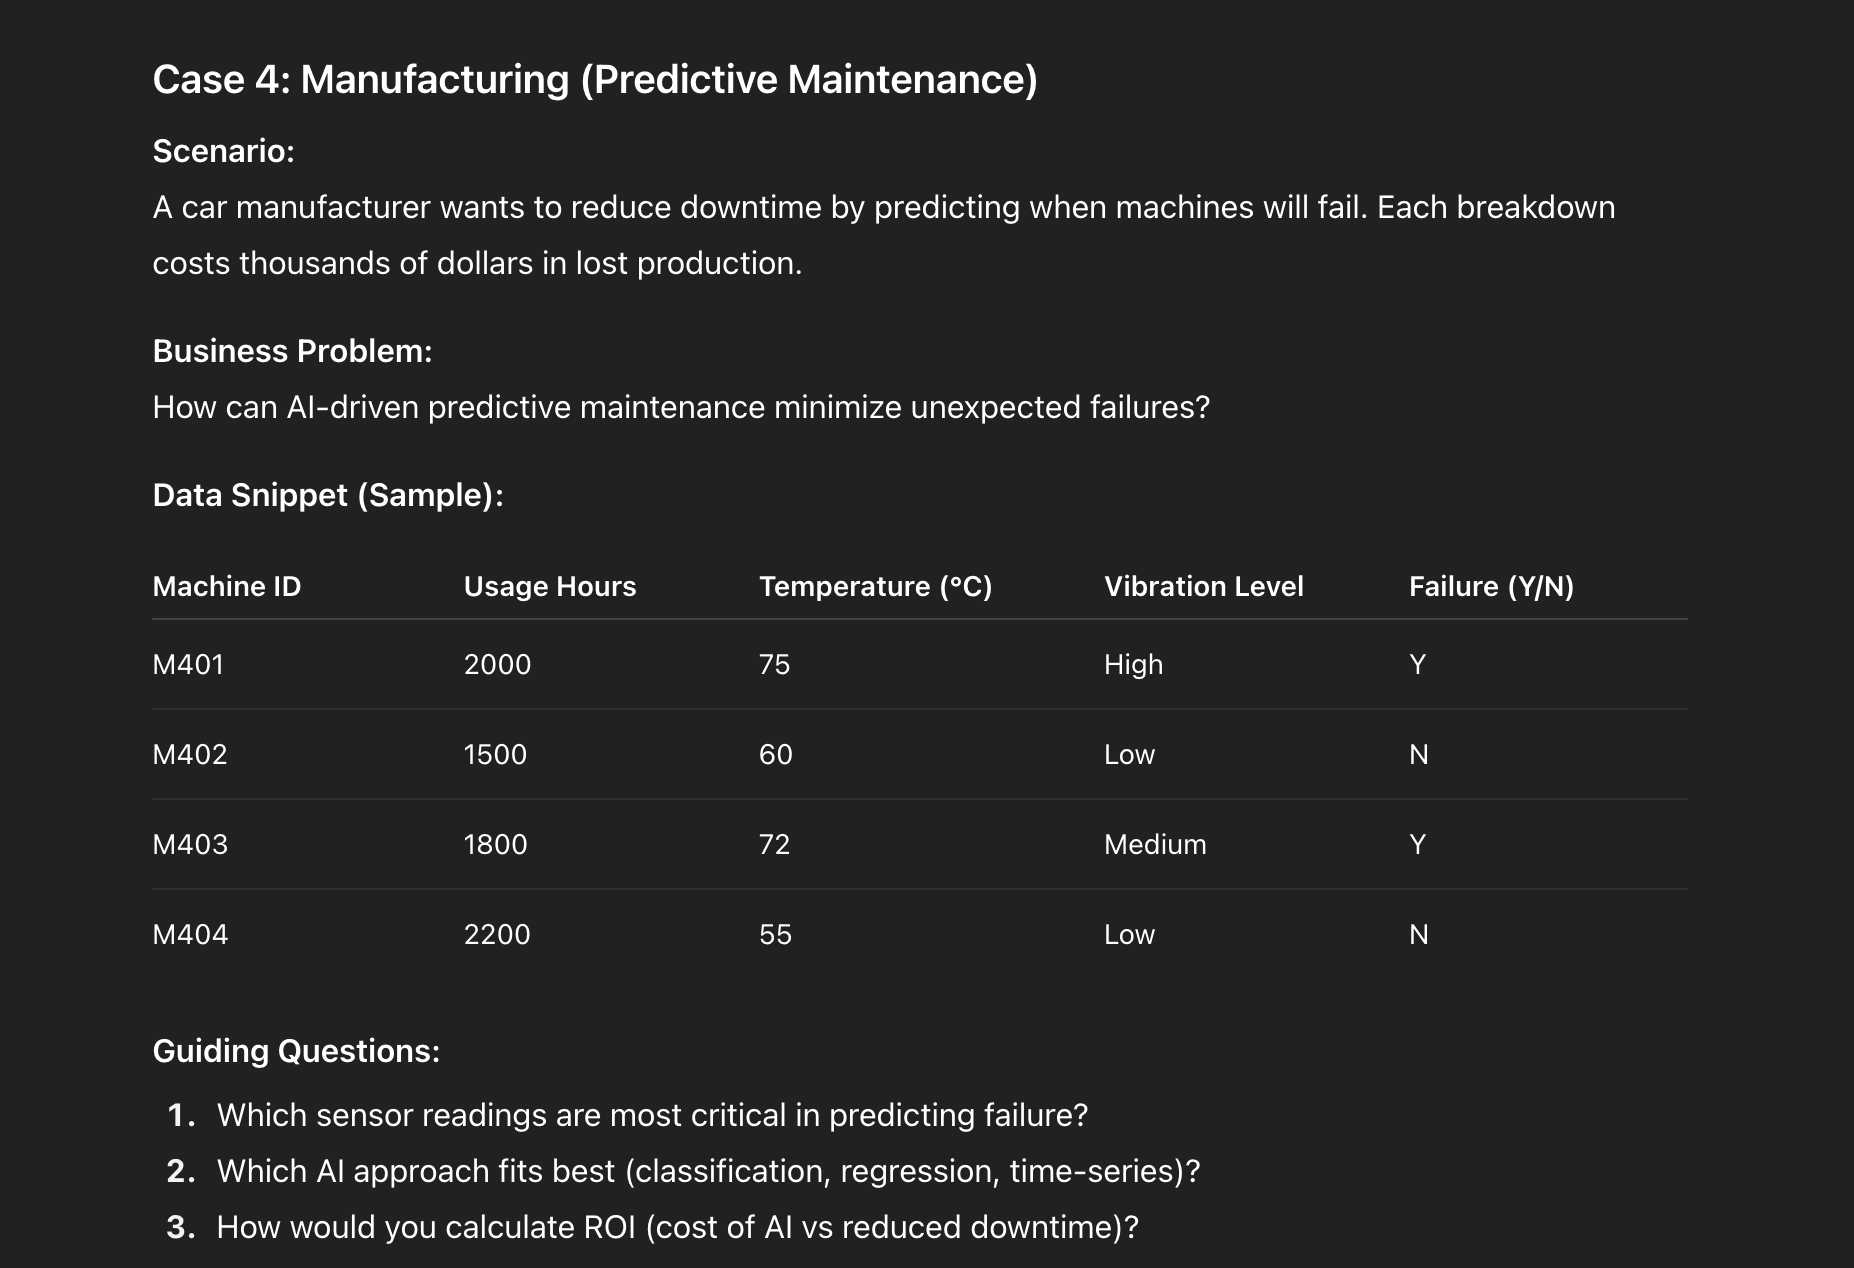 Case 4: Manufacturing (Predictive Maintenance)
Scenario:
A car manufacturer wants to reduce downtime by predicting when machines will fail. Each breakdown
costs thousands of dollars in lost production.
Business Problem:
How can AI-driven predictive maintenance minimize unexpected failures?
Data Snippet (Sample):
Machine ID Usage Hours Temperature (°C) Vibration Level Failure (Y/N)
M401 2000 75 High Y
M402 1500 60 Low N
M403 1800 72 Medium Y
M404 2200 55 Low N
Guiding Questions:
1. Which sensor readings are most critical in predicting failure?
2. Which AI approach fits best (classification, regression, time-series)?
3. How would you calculate ROI (cost of AI vs reduced downtime)?